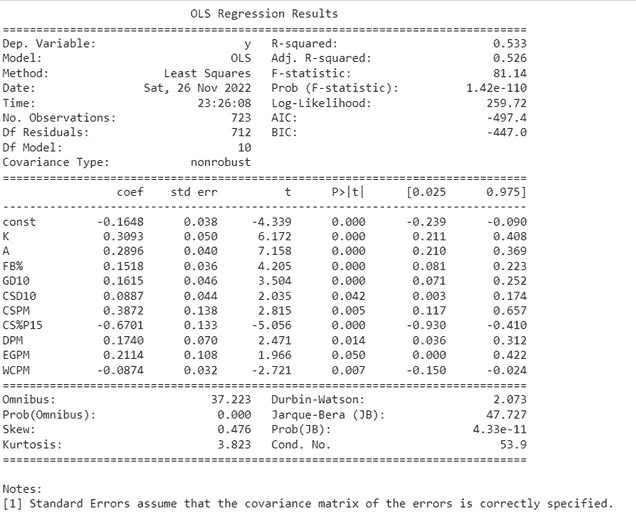 OLS Regression Results
==============================================================================
Dep. Variable: y R-squared: 0.533
Model: OLS Adj. R-squared: 0.526
Method: Least Squares F-statistic: 81.14
Date: Sat, 26 Nov 2022 Prob (F-statistic): 1.42e-110
Time: 23:26:08 Log-Likelihood: 259.72
No. Observations: 723 AIC: -497.4
Df Residuals: 712 BIC: -447.0
Df Model: 10
Covariance Type: nonrobust
==============================================================================
coef std err t P>|t| [0.025 0.975]
------------------------------------------------------------------------------
const -0.1648 0.038 -4.339 0.000 -0.239 -0.090
K 0.3093 0.050 6.172 0.000 0.211 0.408
A 0.2896 0.040 7.158 0.000 0.210 0.369
FB% 0.1518 0.036 4.205 0.000 0.081 0.223
GD10 0.1615 0.046 3.504 0.000 0.071 0.252
CSD10 0.0887 0.044 2.035 0.042 0.003 0.174
CSPM 0.3872 0.138 2.815 0.005 0.117 0.657
CS%P15 -0.6701 0.133 -5.056 0.000 -0.930 -0.410
DPM 0.1740 0.070 2.471 0.014 0.036 0.312
EGPM 0.2114 0.108 1.966 0.050 0.000 0.422
WCPM -0.0874 0.032 -2.721 0.007 -0.150 -0.024
==============================================================================
Omnibus: 37.223 Durbin-Watson: 2.073
Prob(Omnibus): 0.000 Jarque-Bera (JB): 47.727
Skew: 0.476 Prob(JB): 4.33e-11
Kurtosis: 3.823 Cond. No. 53.9
==============================================================================
Notes:
[1] Standard Errors assume that the covariance matrix of the errors is correctly specified.